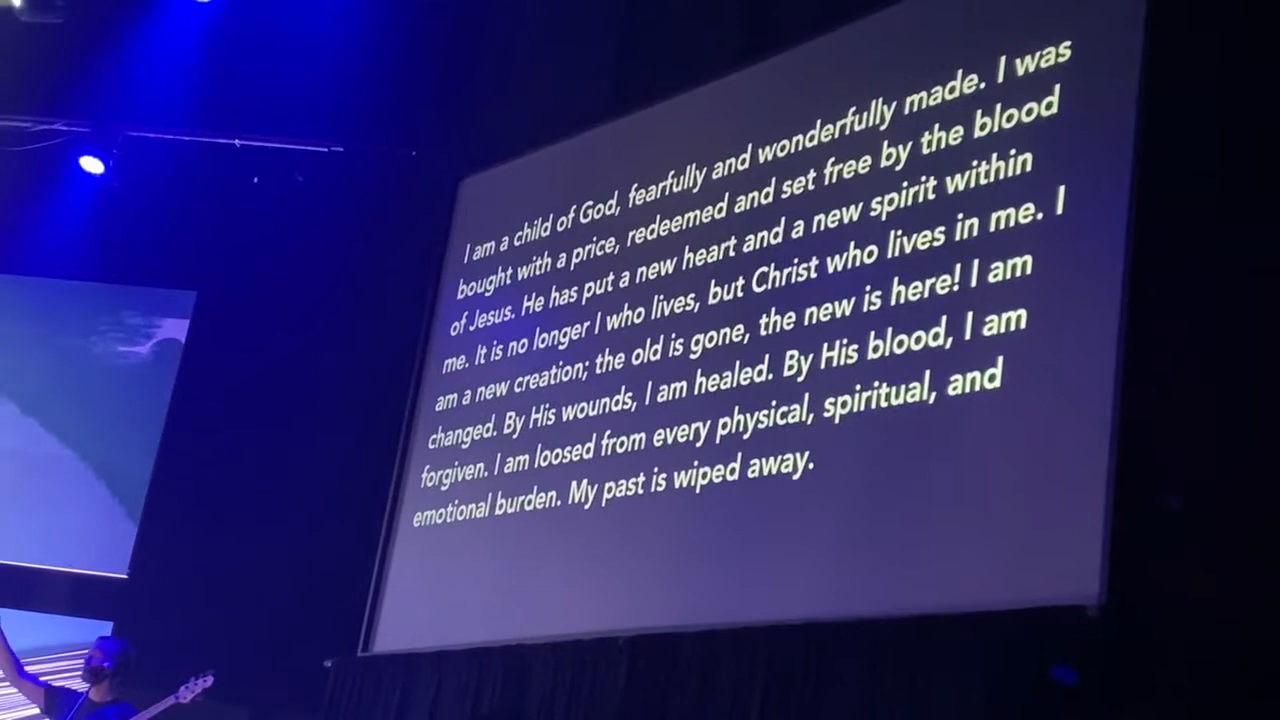 I am a child of God, fearfully and wonderfully made. I was
bought with a price, redeemed and set free by the blood
of Jesus. He has put a new heart and a new spirit within
me. It is no longer I who lives, but Christ who lives in me. I
am a new creation; the old is gone, the new is here! I am
changed. By His wounds, I am healed. By His blood, I am
forgiven. I am loosed from every physical, spiritual, and
emotional burden. My past is wiped away.